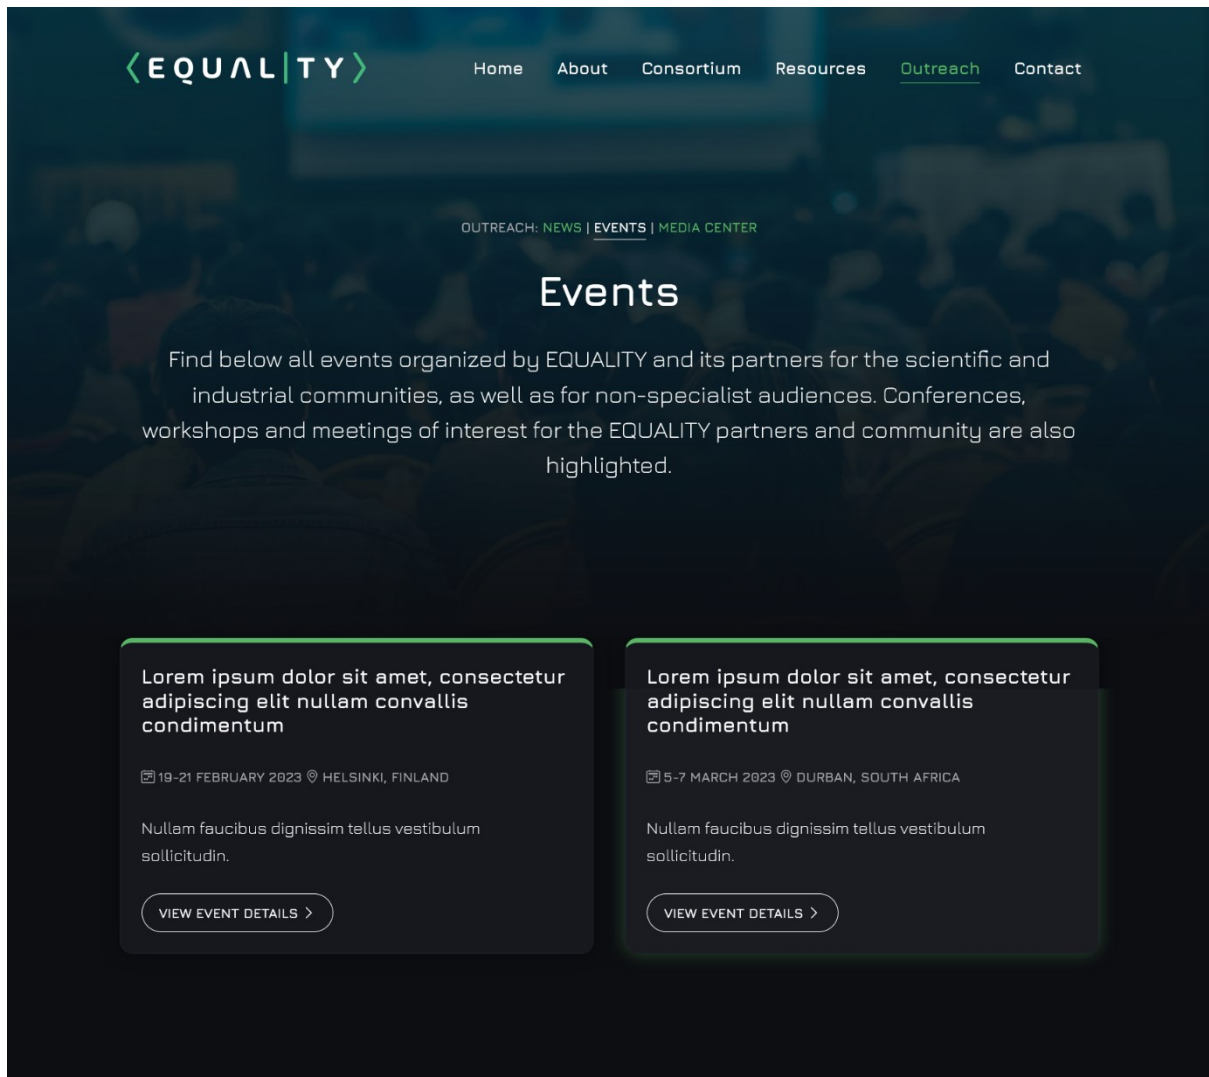 ⟨EQUAL|TY⟩
Home About Consortium Resources Outreach Contact
OUTREACH: NEWS | EVENTS | MEDIA CENTER
Events
Find below all events organized by EQUALITY and its partners for the scientific and
industrial communities, as well as for non-specialist audiences. Conferences,
workshops and meetings of interest for the EQUALITY partners and community are also
highlighted.
Lorem ipsum dolor sit amet, consectetur
adipiscing elit nullam convallis
condimentum
19-21 FEBRUARY 2023 HELSINKI, FINLAND
Nullam faucibus dignissim tellus vestibulum
sollicitudin.
VIEW EVENT DETAILS >
Lorem ipsum dolor sit amet, consectetur
adipiscing elit nullam convallis
condimentum
5-7 MARCH 2023 DURBAN, SOUTH AFRICA
Nullam faucibus dignissim tellus vestibulum
sollicitudin.
VIEW EVENT DETAILS >